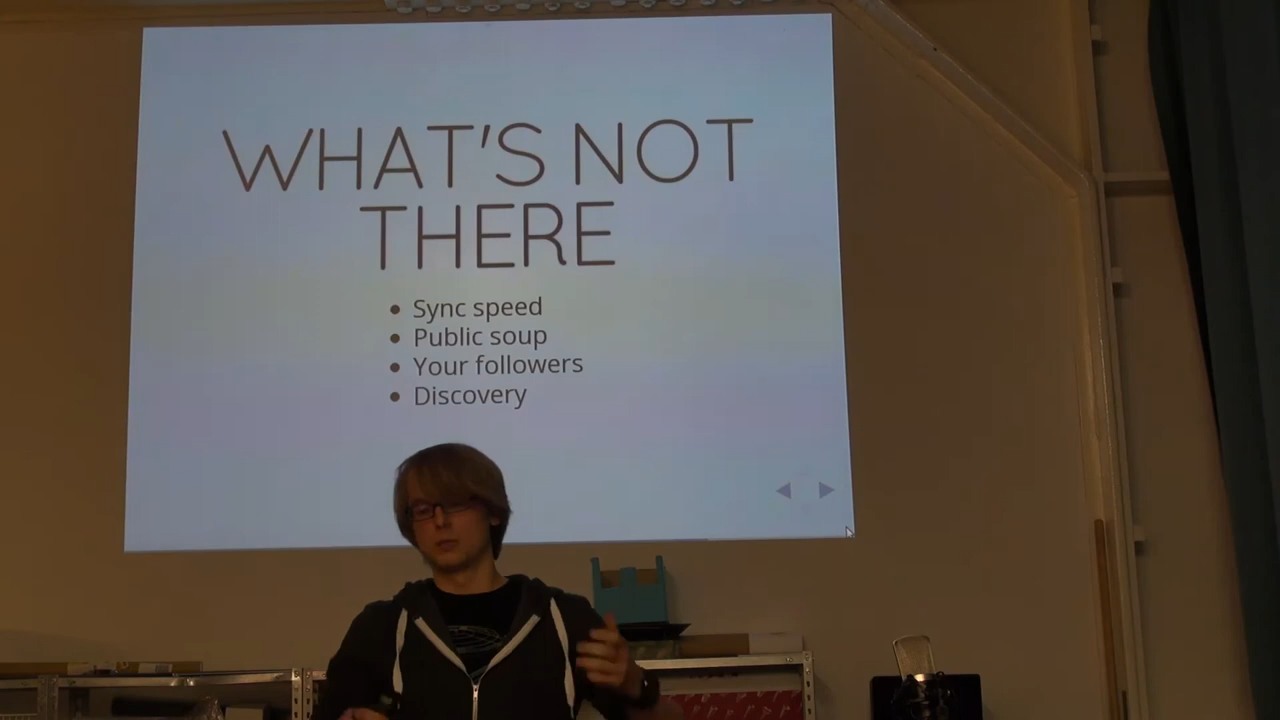 WHAT'S NOT
THERE
• Sync speed
• Public soup
• Your followers
• Discovery